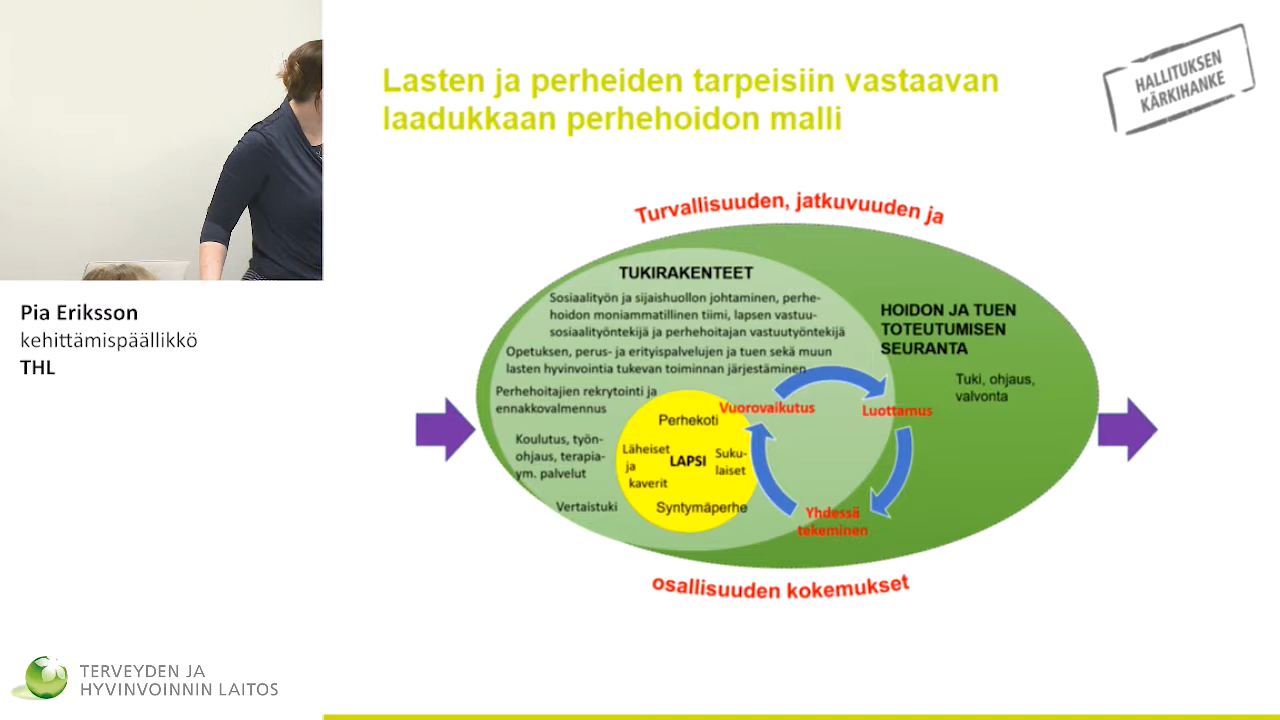 Lasten ja perheiden tarpeisiin vastaavan
laadukkaan perhehoidon malli
HALLITUKSEN
KÄRKIHANKE
Turvallisuuden, jatkuvuuden ja
TUKIRAKENTEET
Sosiaalityön ja sijaishuollon johtaminen, perhe-
hoidon moniammatillinen tiimi, lapsen vastuu-
sosiaalityöntekijä ja perhehoitajan vastuutyöntekijä
Opetuksen, perus- ja erityispalvelujen ja tuen sekä muun
lasten hyvinvointia tukevan toiminnan järjestäminen
Perhehoitajien rekrytointi ja
ennakkovalmennus
Koulutus, työn-
ohjaus, terapia-
ym. palvelut
Vertaistuki
Perhekoti
Läheiset
ja
kaverit
LAPSI
Suku-
laiset
Syntymäperhe
Vuorovaikutus
Luottamus
Yhdessä
tekeminen
HOIDON JA TUEN
TOTEUTUMISEN
SEURANTA
Tuki, ohjaus,
valvonta
osallisuuden kokemukset
Pia Eriksson
kehittämispäällikkö
THL
TERVEYDEN JA
HYVINVOINNIN LAITOS